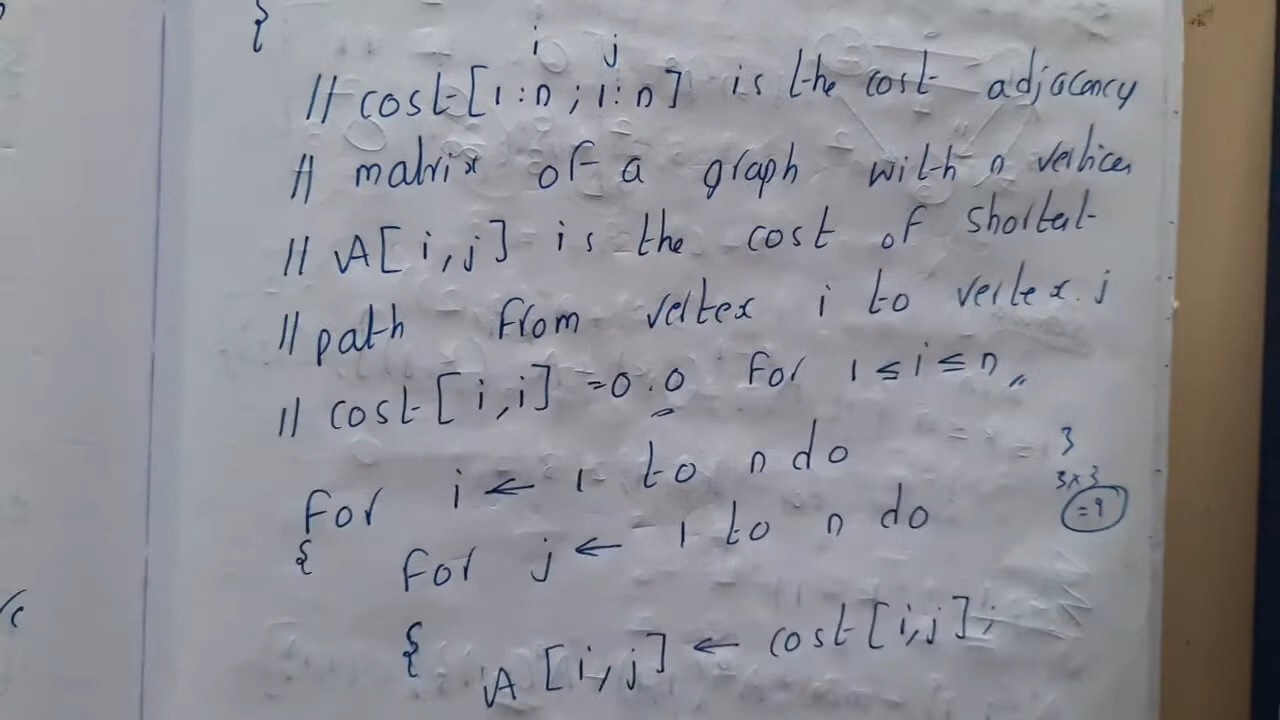 {
i j
// cost [1:n ; 1:n] is the cost adjacency
// matrix of a graph with n vertices
// A[i,j] is the cost of shortest
// path from vertex i to vertex j
// cost [i,i] = 0.0 for 1 ≤ i ≤ n,,
for i ← 1 to n do
{ for j ← 1 to n do
{ A [i,j] ← cost [i,j];
3
3x3
=9